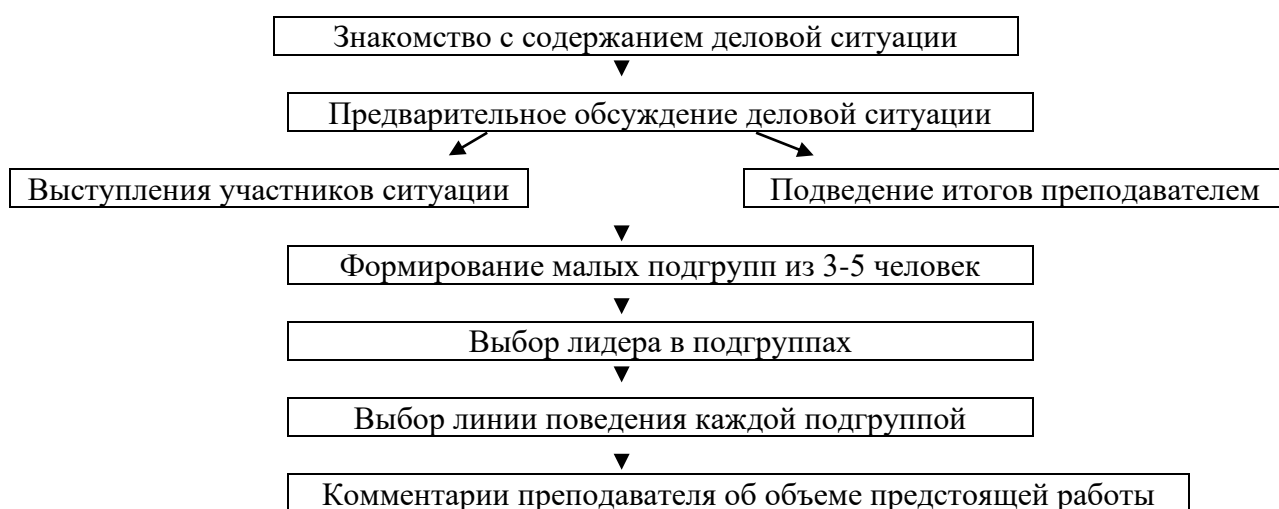 Знакомство с содержанием деловой ситуации
Предварительное обсуждение деловой ситуации
Выступления участников ситуации
Подведение итогов преподавателем
Формирование малых подгрупп из 3-5 человек
Выбор лидера в подгруппах
Выбор линии поведения каждой подгруппой
Комментарии преподавателя об объеме предстоящей работы